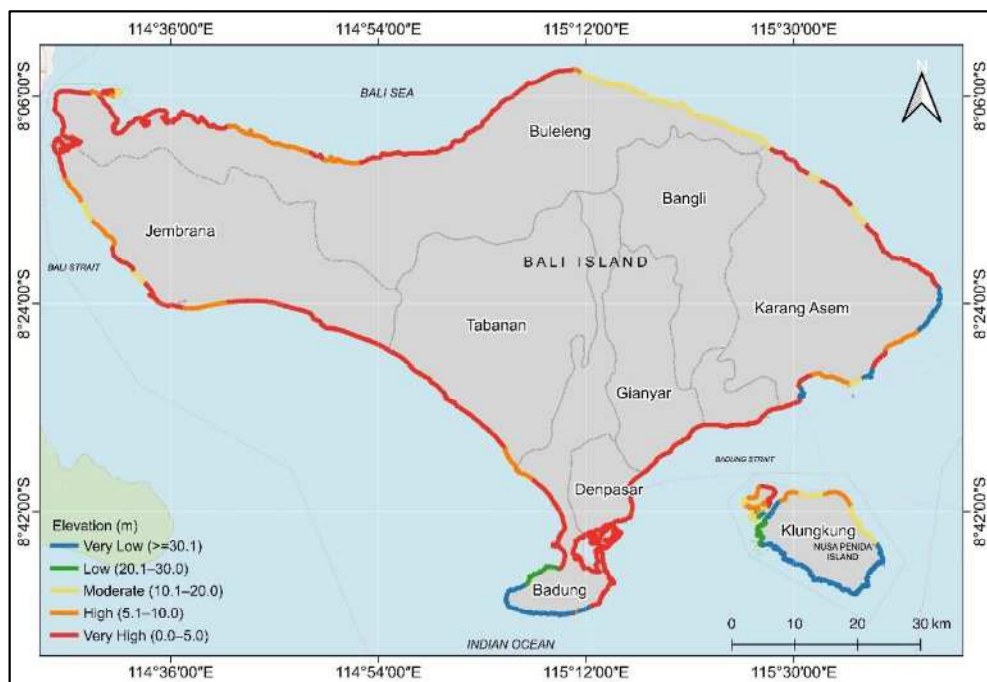 114°36'00"E 114°54'00"E 115°12'00"E 115°30'00"E
N
8°06'00"S
BALI SEA
8°06'00"S
Buleleng
Bangli
Jembrana
BALI ISLAND
BALI STRAIT
8°24'00"S
Karang Asem
8°24'00"S
Tabanan
Gianyar
BADUNG STRAIT
Denpasar
8°42'00"S
8°42'00"S
Klungkung
NUSA PENIDA
ISLAND
Elevation (m)
Very Low (>=30.1)
Low (20.1–30.0)
Moderate (10.1–20.0)
High (5.1–10.0)
Very High (0.0–5.0)
Badung
INDIAN OCEAN
0 10 20 30 km
114°36'00"E 114°54'00"E 115°12'00"E 115°30'00"E